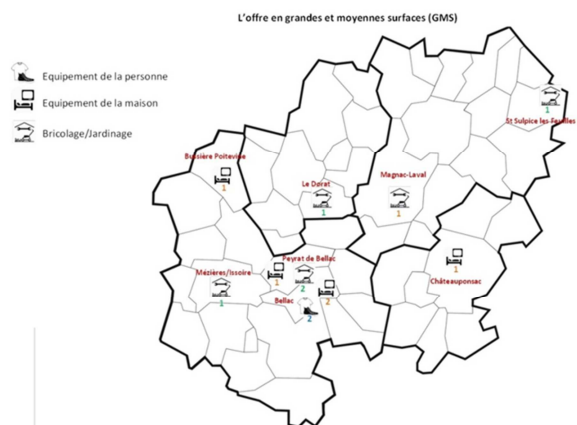 L'offre en grandes et moyennes surfaces (GMS)
Equipement de la personne
Equipement de la maison
Bricolage/Jardinage
1
St Sulpice les Feuilles
Bussière Poitevine
1
Le Dorat
1
Magnac-Laval
1
Mézières/Issoire
1
Peyrat de Bellac
1
2
2
Bellac
2
1
Châteauponsac